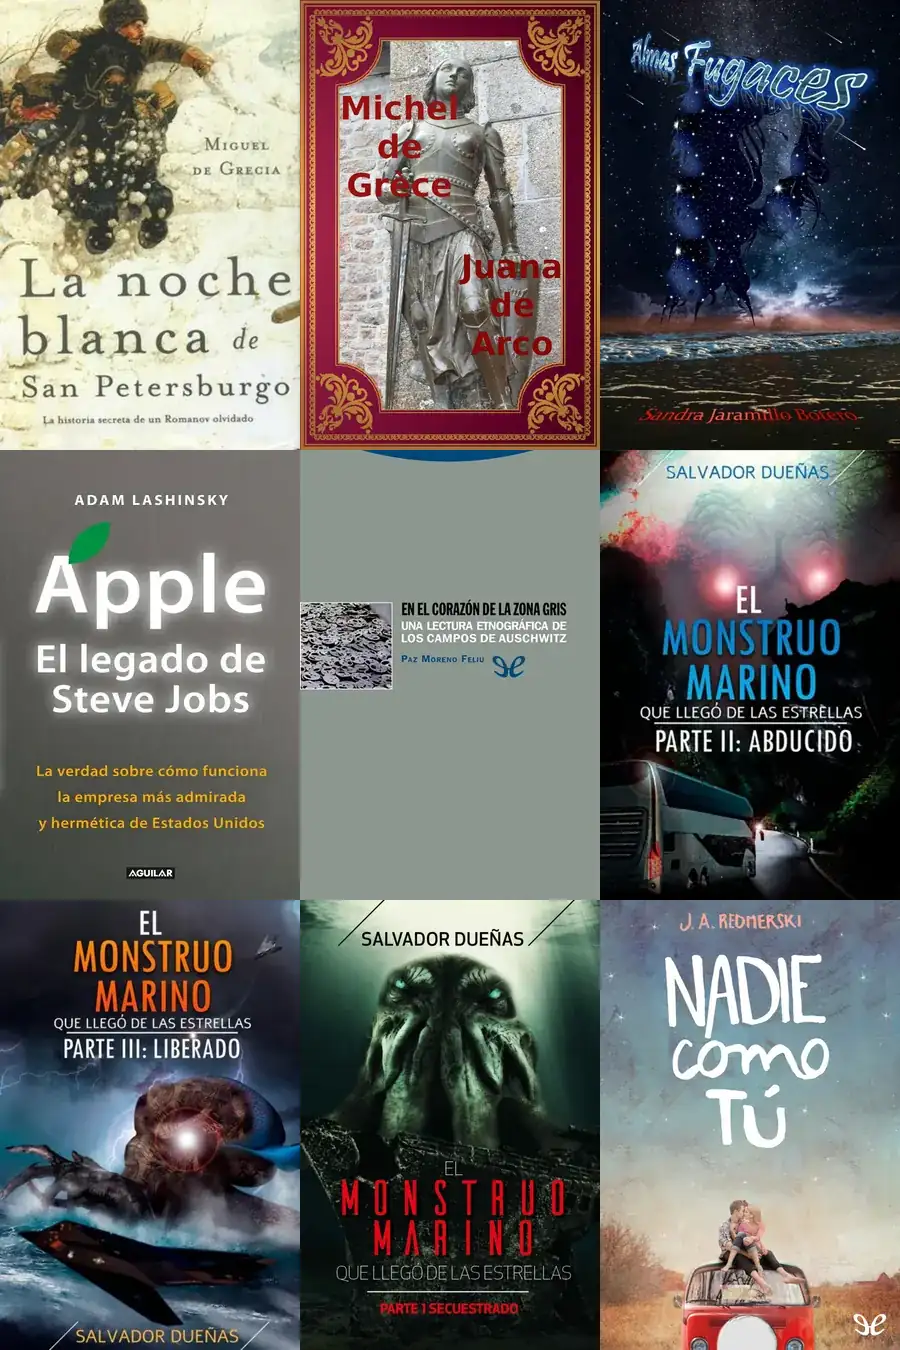 MIGUEL
DE GRECIA
La noche
blanca de
San Petersburgo
La historia secreta de un Romanov olvidado
Michel
de
Grèce
Juana
de
Arco
Almas Fugaces
Sandra Jaramillo Botero
ADAM LASHINSKY
Apple
El legado de
Steve Jobs
La verdad sobre cómo funciona
la empresa más admirada
y hermética de Estados Unidos
AGUILAR
EN EL CORAZÓN DE LA ZONA GRIS
UNA LECTURA ETNOGRÁFICA DE
LOS CAMPOS DE AUSCHWITZ
PAZ MORENO FELIU
SALVADOR DUEÑAS
EL
MONSTRUO
MARINO
QUE LLEGÓ DE LAS ESTRELLAS
PARTE II: ABDUCIDO
EL
MONSTRUO
MARINO
QUE LLEGÓ DE LAS ESTRELLAS
PARTE III: LIBERADO
SALVADOR DUEÑAS
SALVADOR DUEÑAS
EL
MONSTRUO
MARINO
QUE LLEGÓ DE LAS ESTRELLAS
PARTE I SECUESTRADO
J. A. REDMERSKI
NADIE
como
TÚ